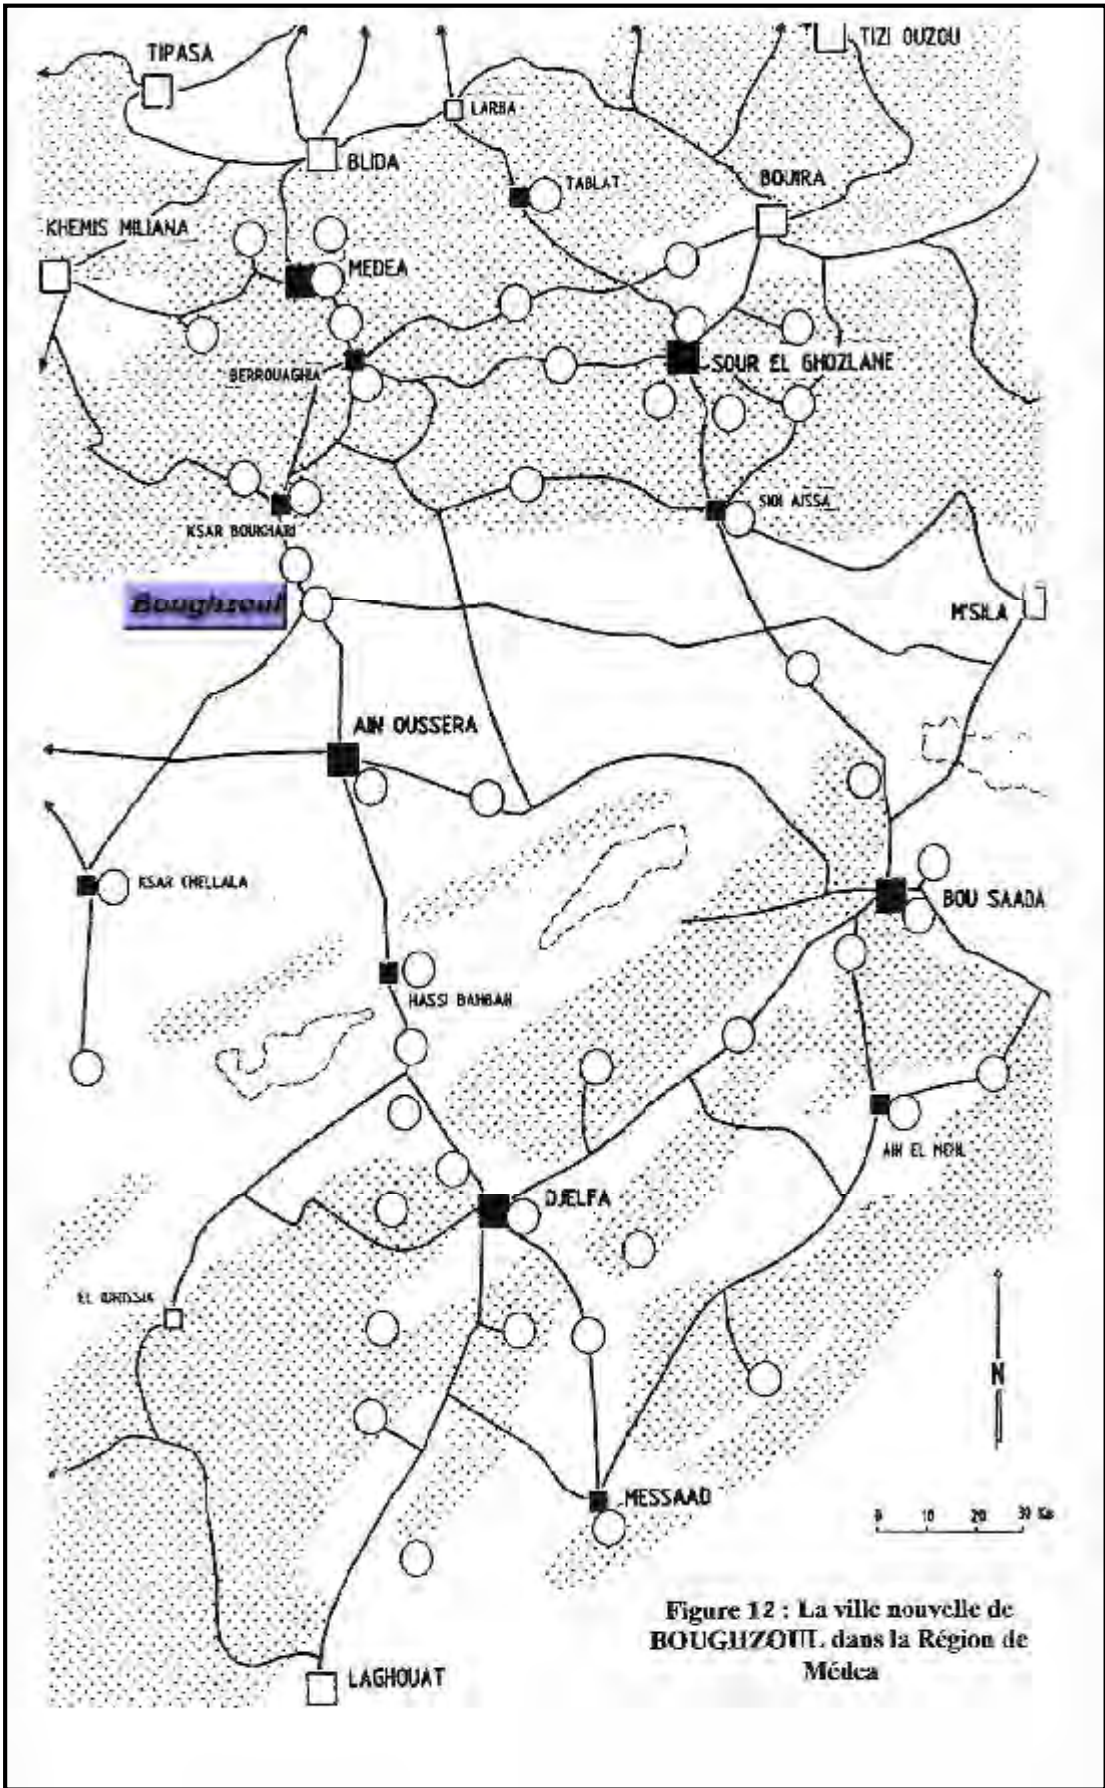 TIPASA
TIZI OUZOU
LARBA
BLIDA
TABLAT
BOUIRA
KHEMIS MILIANA
MEDEA
BERROUAGHIA
SOUR EL GHOZLANE
SIDI AISSA
KSAR BOUKHARI
Boughzoul
M'SILA
AIN OUSSERA
KSAR CHELLALA
BOU SAADA
HASSI BAHBAH
AIN EL MELH
DJELFA
EL IDRISSIA
N
MESSAAD
0 10 20 30 Km
Figure 12 : La ville nouvelle de
BOUGHZOUL dans la Région de
Médea
LAGHOUAT